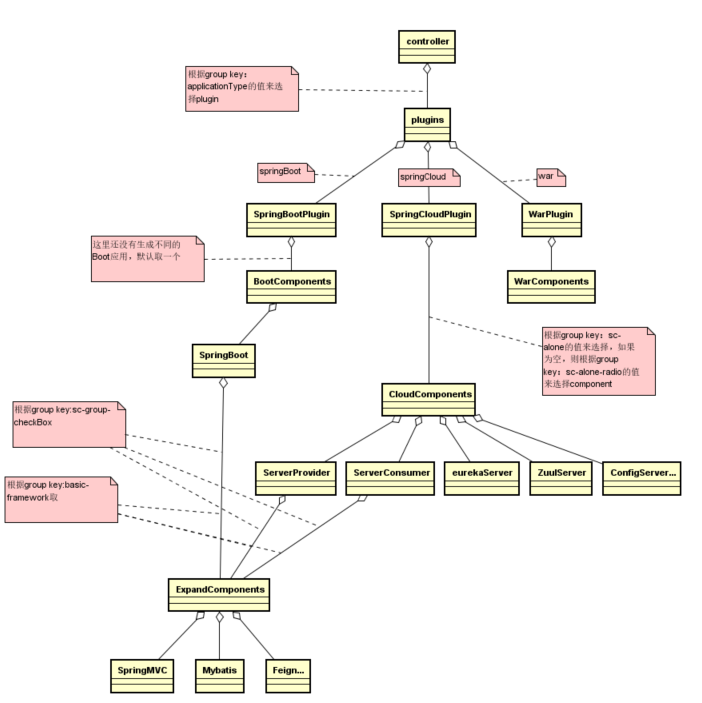 controller
根据group key：
applicationType的值来选
择plugin
plugins
springBoot
springCloud
war
SpringBootPlugin
SpringCloudPlugin
WarPlugin
这里还没有生成不同的
Boot应用，默认取一个
BootComponents
WarComponents
根据group key：sc-
alone的值来选择，如果
为空，则根据group
key：sc-alone-radio的值
来选择component
SpringBoot
CloudComponents
根据group key:sc-group-
checkBox
ServerProvider
ServerConsumer
eurekaServer
ZuulServer
ConfigServer...
根据group key:basic-
framework取
ExpandComponents
SpringMVC
Mybatis
Feign...